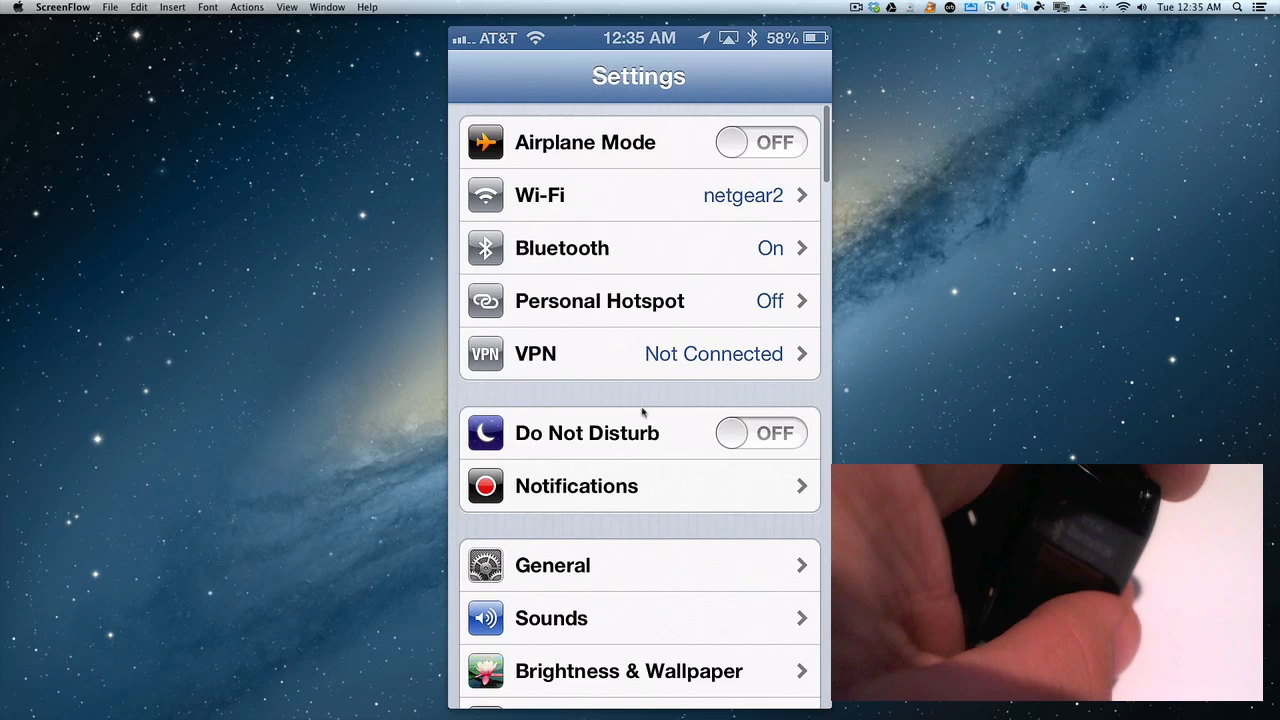 ScreenFlow File Edit Insert Font Actions View Window Help Tue 12:35 AM
AT&T 12:35 AM 58%
Settings
Airplane Mode OFF
Wi-Fi netgear2
Bluetooth On
Personal Hotspot Off
VPN VPN Not Connected
Do Not Disturb OFF
Notifications
General
Sounds
Brightness & Wallpaper